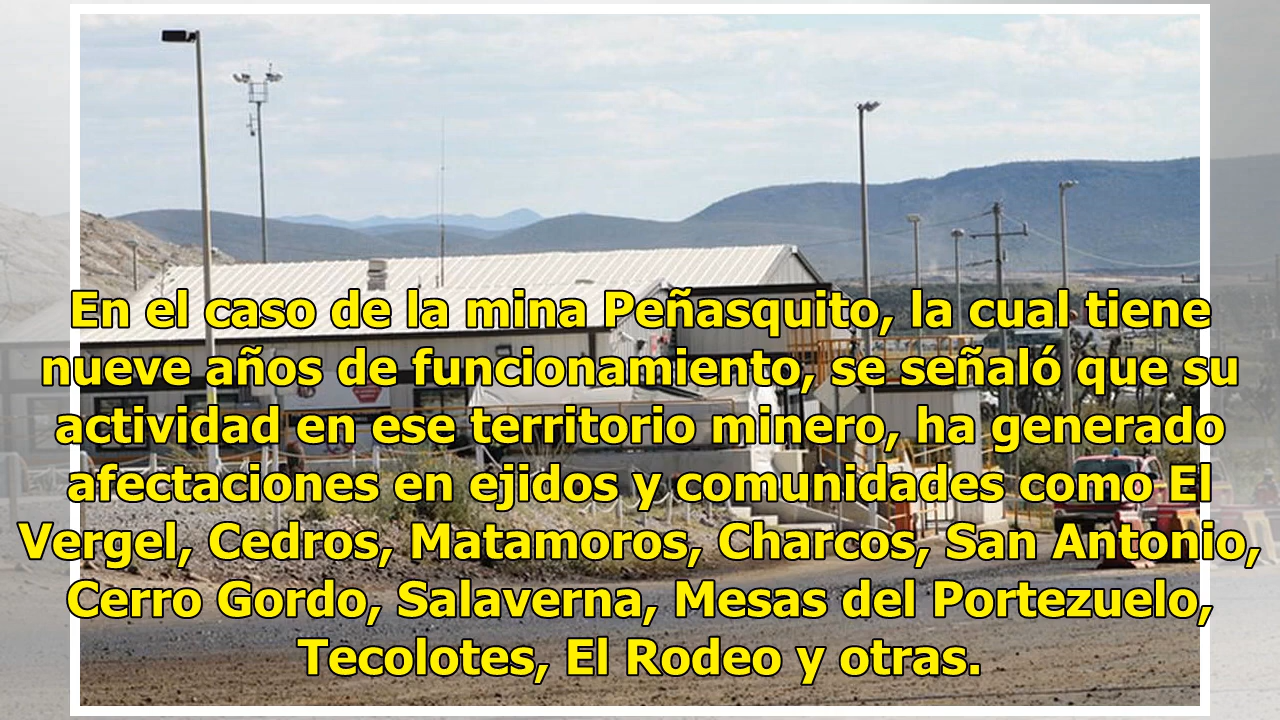 En el caso de la mina Peñasquito, la cual tiene
nueve años de funcionamiento, se señaló que su
actividad en ese territorio minero, ha generado
afectaciones en ejidos y comunidades como El
Vergel, Cedros, Matamoros, Charcos, San Antonio,
Cerro Gordo, Salaverna, Mesas del Portezuelo,
Tecolotes, El Rodeo y otras.